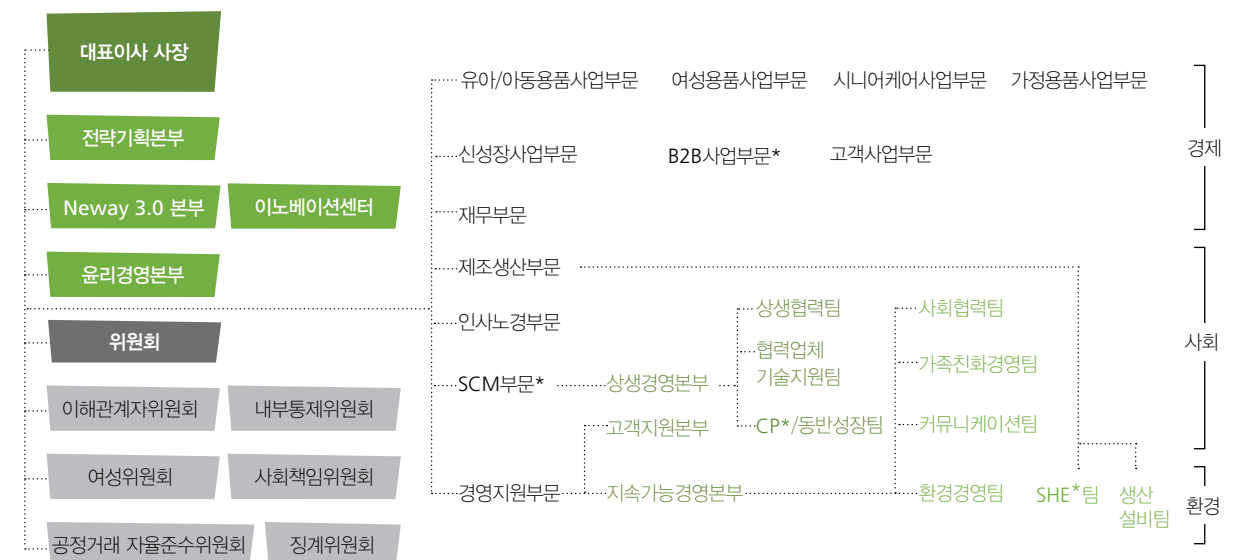 대표이사 사장
전략기획본부
Neway 3.0 본부 이노베이션센터
윤리경영본부
위원회
이해관계자위원회 내부통제위원회
여성위원회 사회책임위원회
공정거래 자율준수위원회 징계위원회
유아/아동용품사업부문 여성용품사업부문 시니어케어사업부문 가정용품사업부문
신성장사업부문 B2B사업부문* 고객사업부문
재무부문
제조생산부문
인사노경부문
SCM부문* 상생경영본부
고객지원본부
경영지원부문 지속가능경영본부
상생협력팀
협력업체
기술지원팀
CP*/동반성장팀
사회협력팀
가족친화경영팀
커뮤니케이션팀
환경경영팀 SHE*팀 생산
설비팀
경제
사회
환경